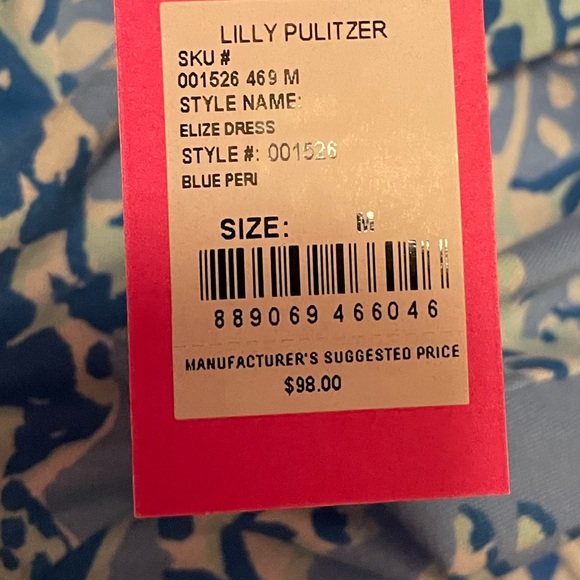 LILLY PULITZER
SKU #
001526 469 M
STYLE NAME:
ELIZE DRESS
STYLE #: 001526
BLUE PERI
SIZE: M
889069 466046
MANUFACTURER'S SUGGESTED PRICE
$98.00